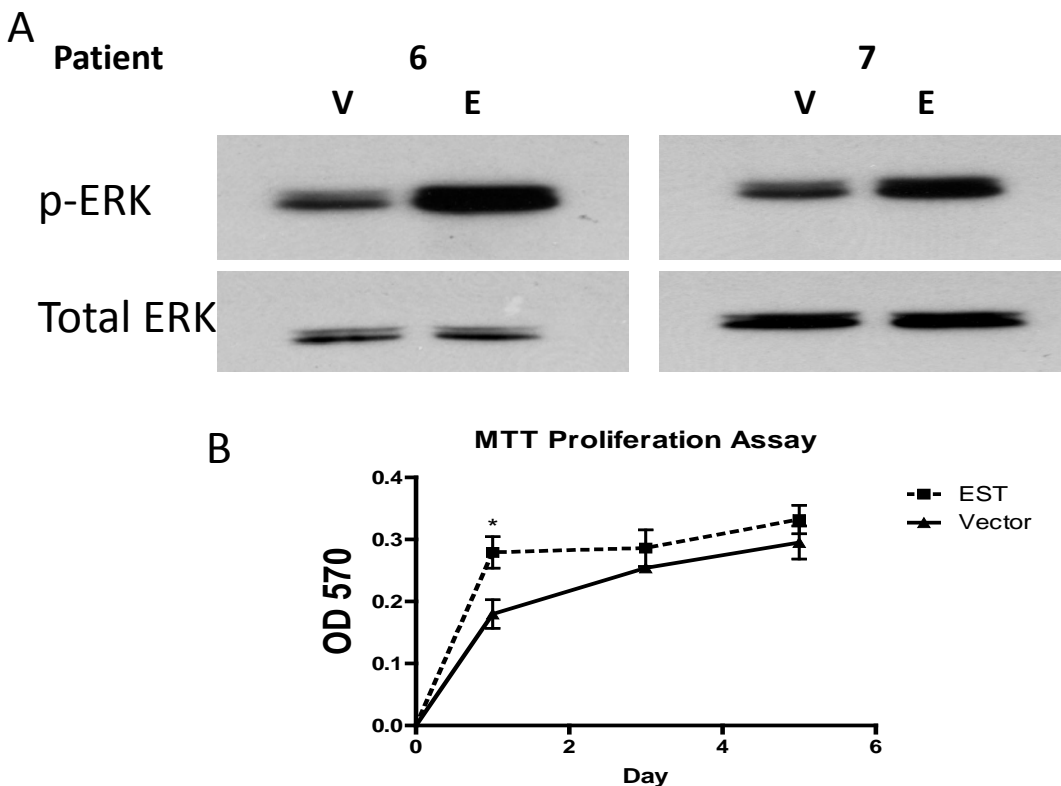 A
Patient 6 7
V E V E
p-ERK
Total ERK
B
MTT Proliferation Assay
0.4
0.3
0.2
0.1
0.0
OD 570
*
0 2 4 6
Day
EST
Vector